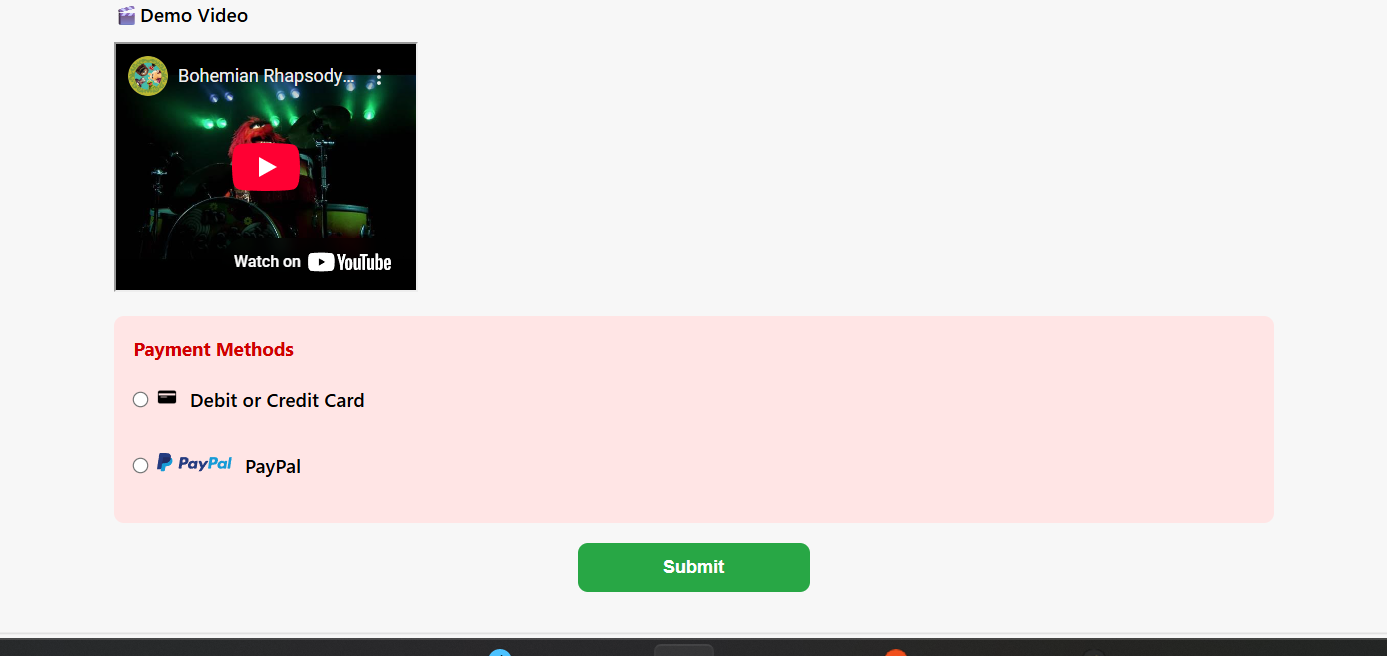 Demo Video
Bohemian Rhapsody...
Watch on YouTube
Payment Methods
Debit or Credit Card
PayPal PayPal
Submit